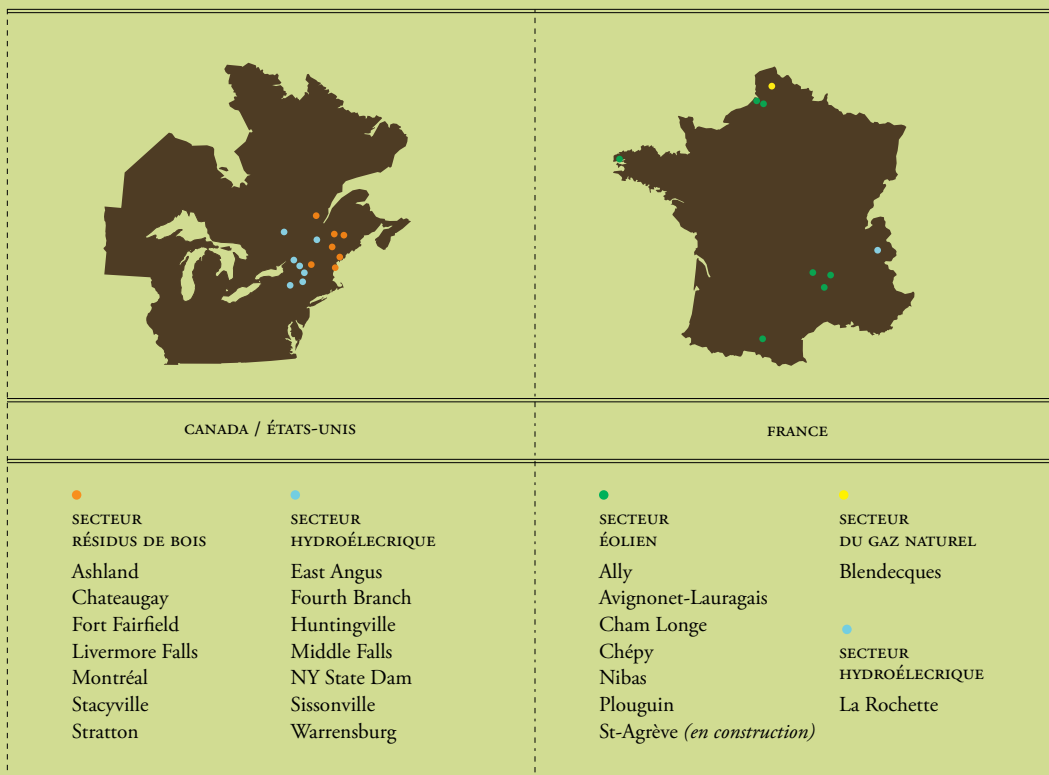 CANADA / ÉTATS-UNIS
SECTEUR
RÉSIDUS DE BOIS
Ashland
Chateaugay
Fort Fairfield
Livermore Falls
Montréal
Stacyville
Stratton
SECTEUR
HYDROÉLECRIQUE
East Angus
Fourth Branch
Huntingville
Middle Falls
NY State Dam
Sissonville
Warrensburg
FRANCE
SECTEUR
ÉOLIEN
Ally
Avignonet-Lauragais
Cham Longe
Chépy
Nibas
Plouguin
St-Agrève (en construction)
SECTEUR
DU GAZ NATUREL
Blendecques
SECTEUR
HYDROÉLECRIQUE
La Rochette